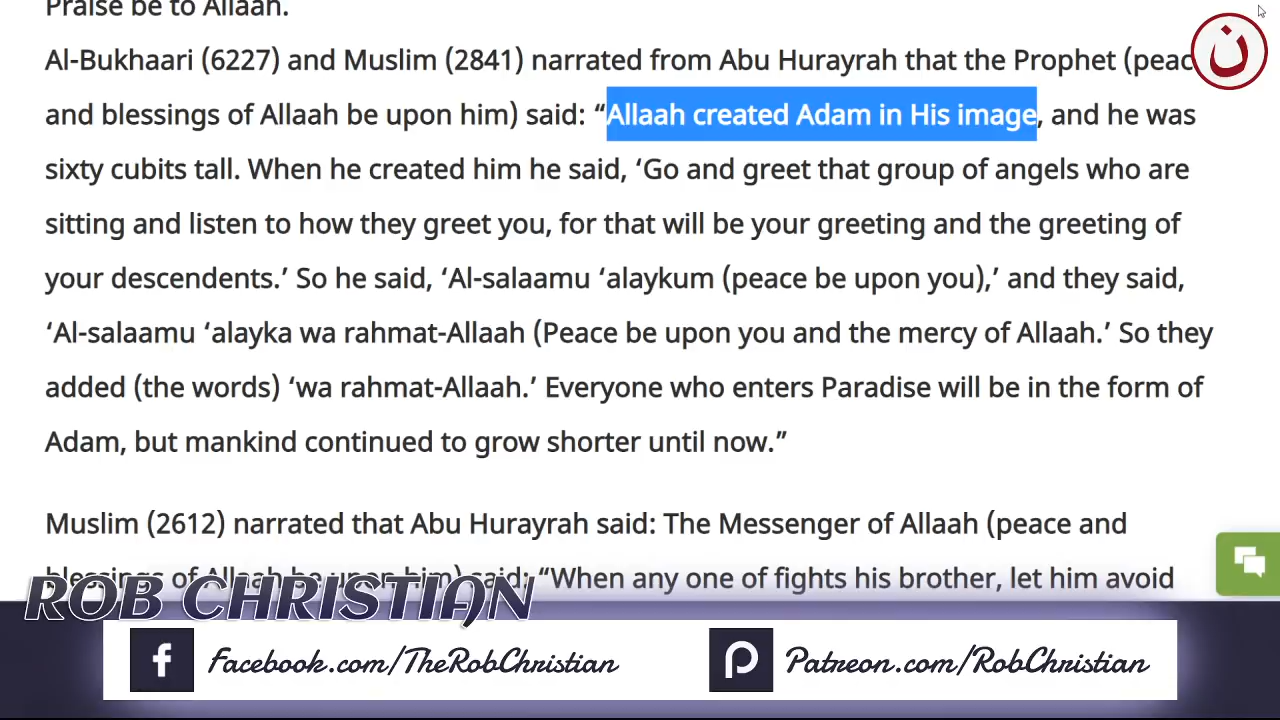 Praise be to Allaah.
Al-Bukhaari (6227) and Muslim (2841) narrated from Abu Hurayrah that the Prophet (peac
and blessings of Allaah be upon him) said: “Allaah created Adam in His image, and he was
sixty cubits tall. When he created him he said, ‘Go and greet that group of angels who are
sitting and listen to how they greet you, for that will be your greeting and the greeting of
your descendents.’ So he said, ‘Al-salaamu ‘alaykum (peace be upon you),’ and they said,
‘Al-salaamu ‘alayka wa rahmat-Allaah (Peace be upon you and the mercy of Allaah.’ So they
added (the words) ‘wa rahmat-Allaah.’ Everyone who enters Paradise will be in the form of
Adam, but mankind continued to grow shorter until now.”
Muslim (2612) narrated that Abu Hurayrah said: The Messenger of Allaah (peace and
blessings of Allaah be upon him) said: “When any one of fights his brother, let him avoid
ROB CHRISTIAN
Facebook.com/TheRobChristian
Patreon.com/RobChristian
ن